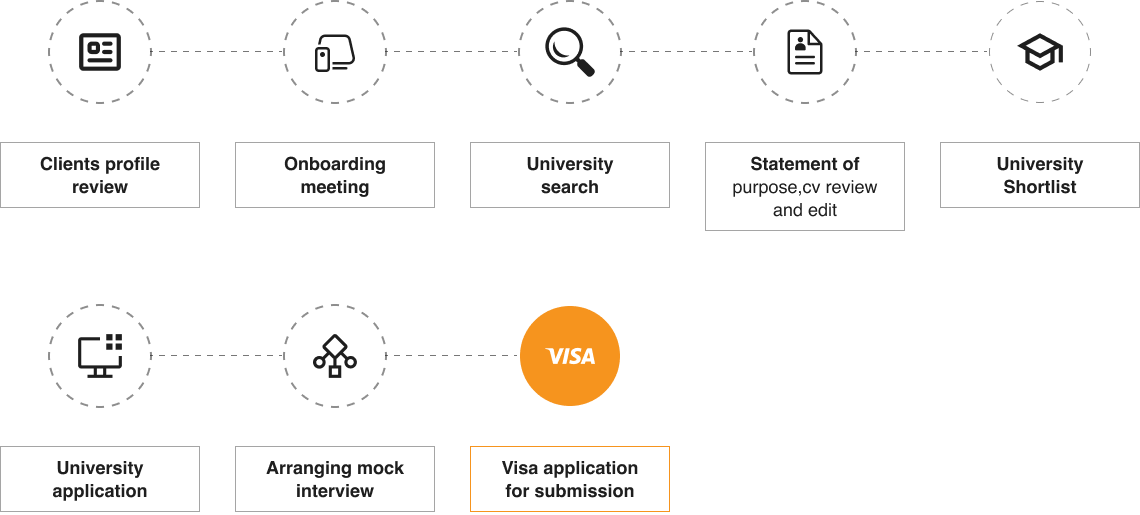 Clients profile
review
Onboarding
meeting
University
search
Statement of
purpose,cv review
and edit
University
Shortlist
VISA
University
application
Arranging mock
interview
Visa application
for submission